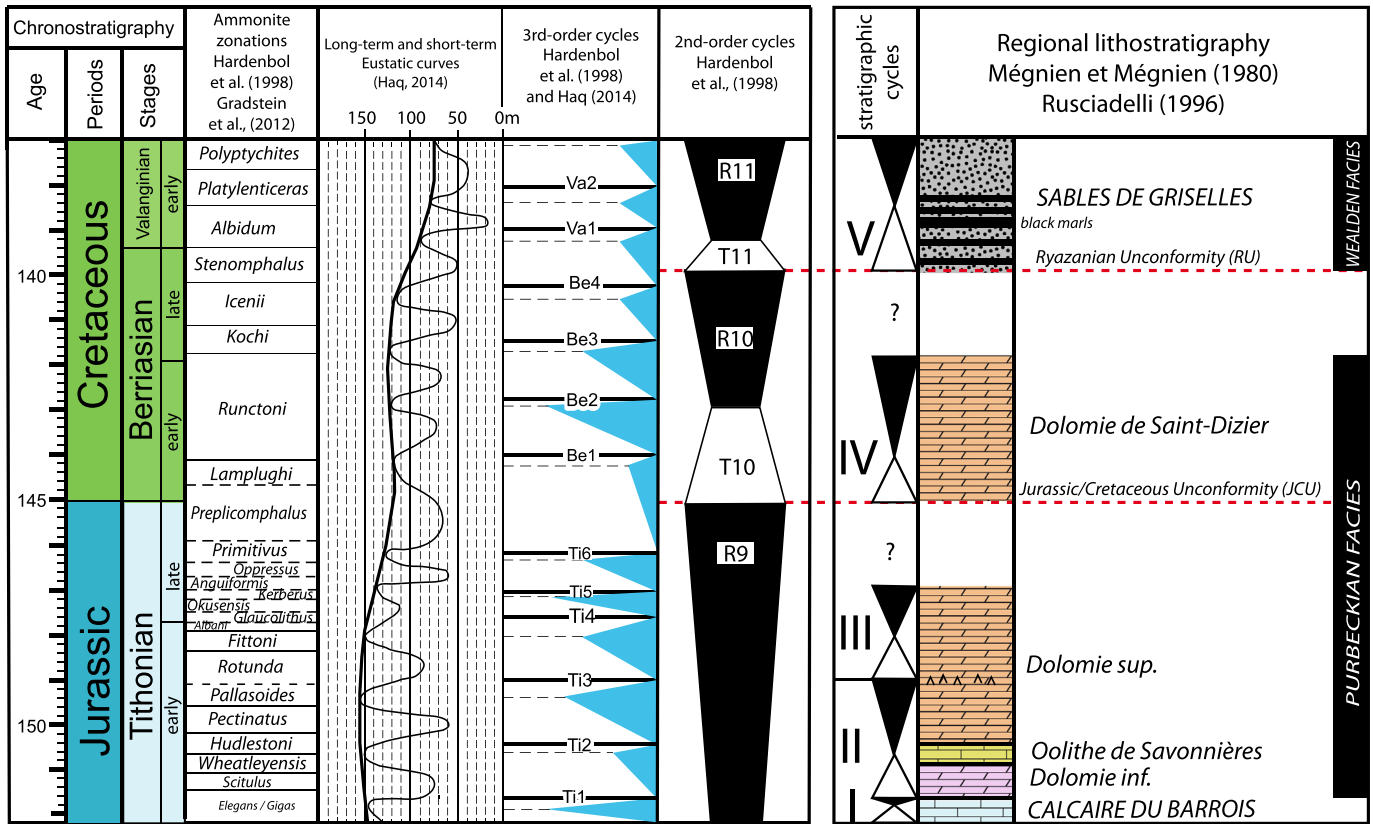 Chronostratigraphy
Age
Periods
Stages
Ammonite
zonations
Hardenbol
et al. (1998)
Gradstein
et al., (2012)
Long-term and short-term
Eustatic curves
(Haq, 2014)
150 100 50 0m
3rd-order cycles
Hardenbol
et al. (1998)
and Haq (2014)
2nd-order cycles
Hardenbol
et al., (1998)
stratigraphic
cycles
Regional lithostratigraphy
Mégnien et Mégnien (1980)
Rusciadelli (1996)
140
145
150
Cretaceous
Jurassic
Valanginian
Berriasian
Tithonian
early
late
early
late
early
Polyptychites
Platylenticeras
Albidum
Stenomphalus
Icenii
Kochi
Runctoni
Lamplughi
Preplicomphalus
Primitivus
Oppressus
Anguiformis
Kerberus
Okusensis
Glaucolithus
Albani
Fittoni
Rotunda
Pallasoides
Pectinatus
Hudlestoni
Wheatleyensis
Scitulus
Elegans / Gigas
Va2
Va1
Be4
Be3
Be2
Be1
Ti6
Ti5
Ti4
Ti3
Ti2
Ti1
R11
T11
R10
T10
R9
V
?
IV
?
III
II
I
SABLES DE GRISELLES
black marls
Ryazanian Unconformity (RU)
Dolomie de Saint-Dizier
Jurassic/Cretaceous Unconformity (JCU)
Dolomie sup.
Oolithe de Savonnières
Dolomie inf.
CALCAIRE DU BARROIS
WEALDEN FACIES
PURBECKIAN FACIES